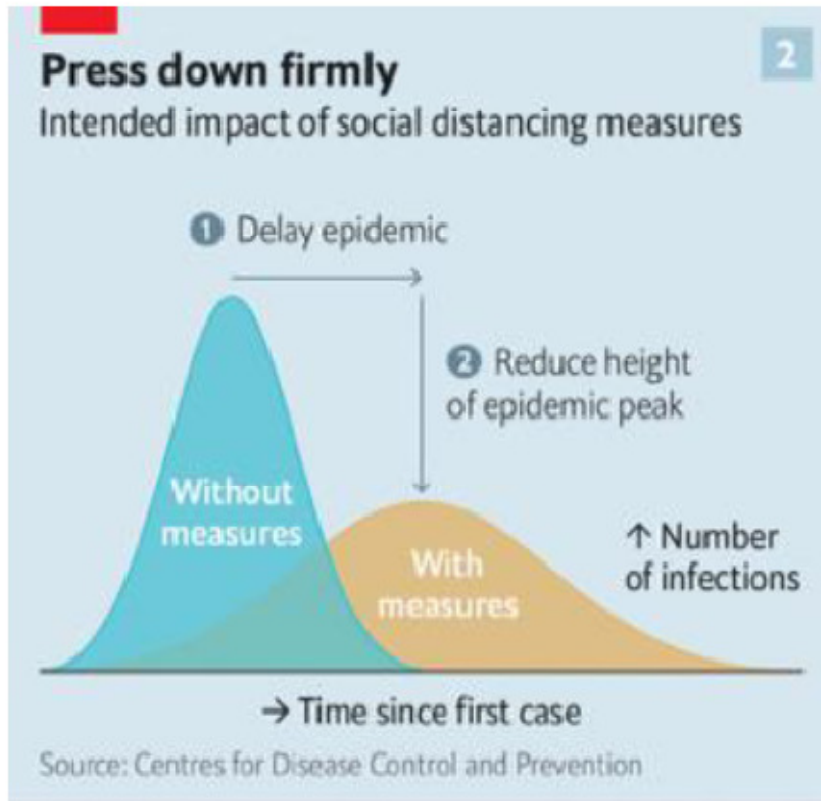 2
Press down firmly
Intended impact of social distancing measures
1 Delay epidemic
2 Reduce height
of epidemic peak
Without
measures
With
measures
↑ Number
of infections
→ Time since first case
Source: Centres for Disease Control and Prevention